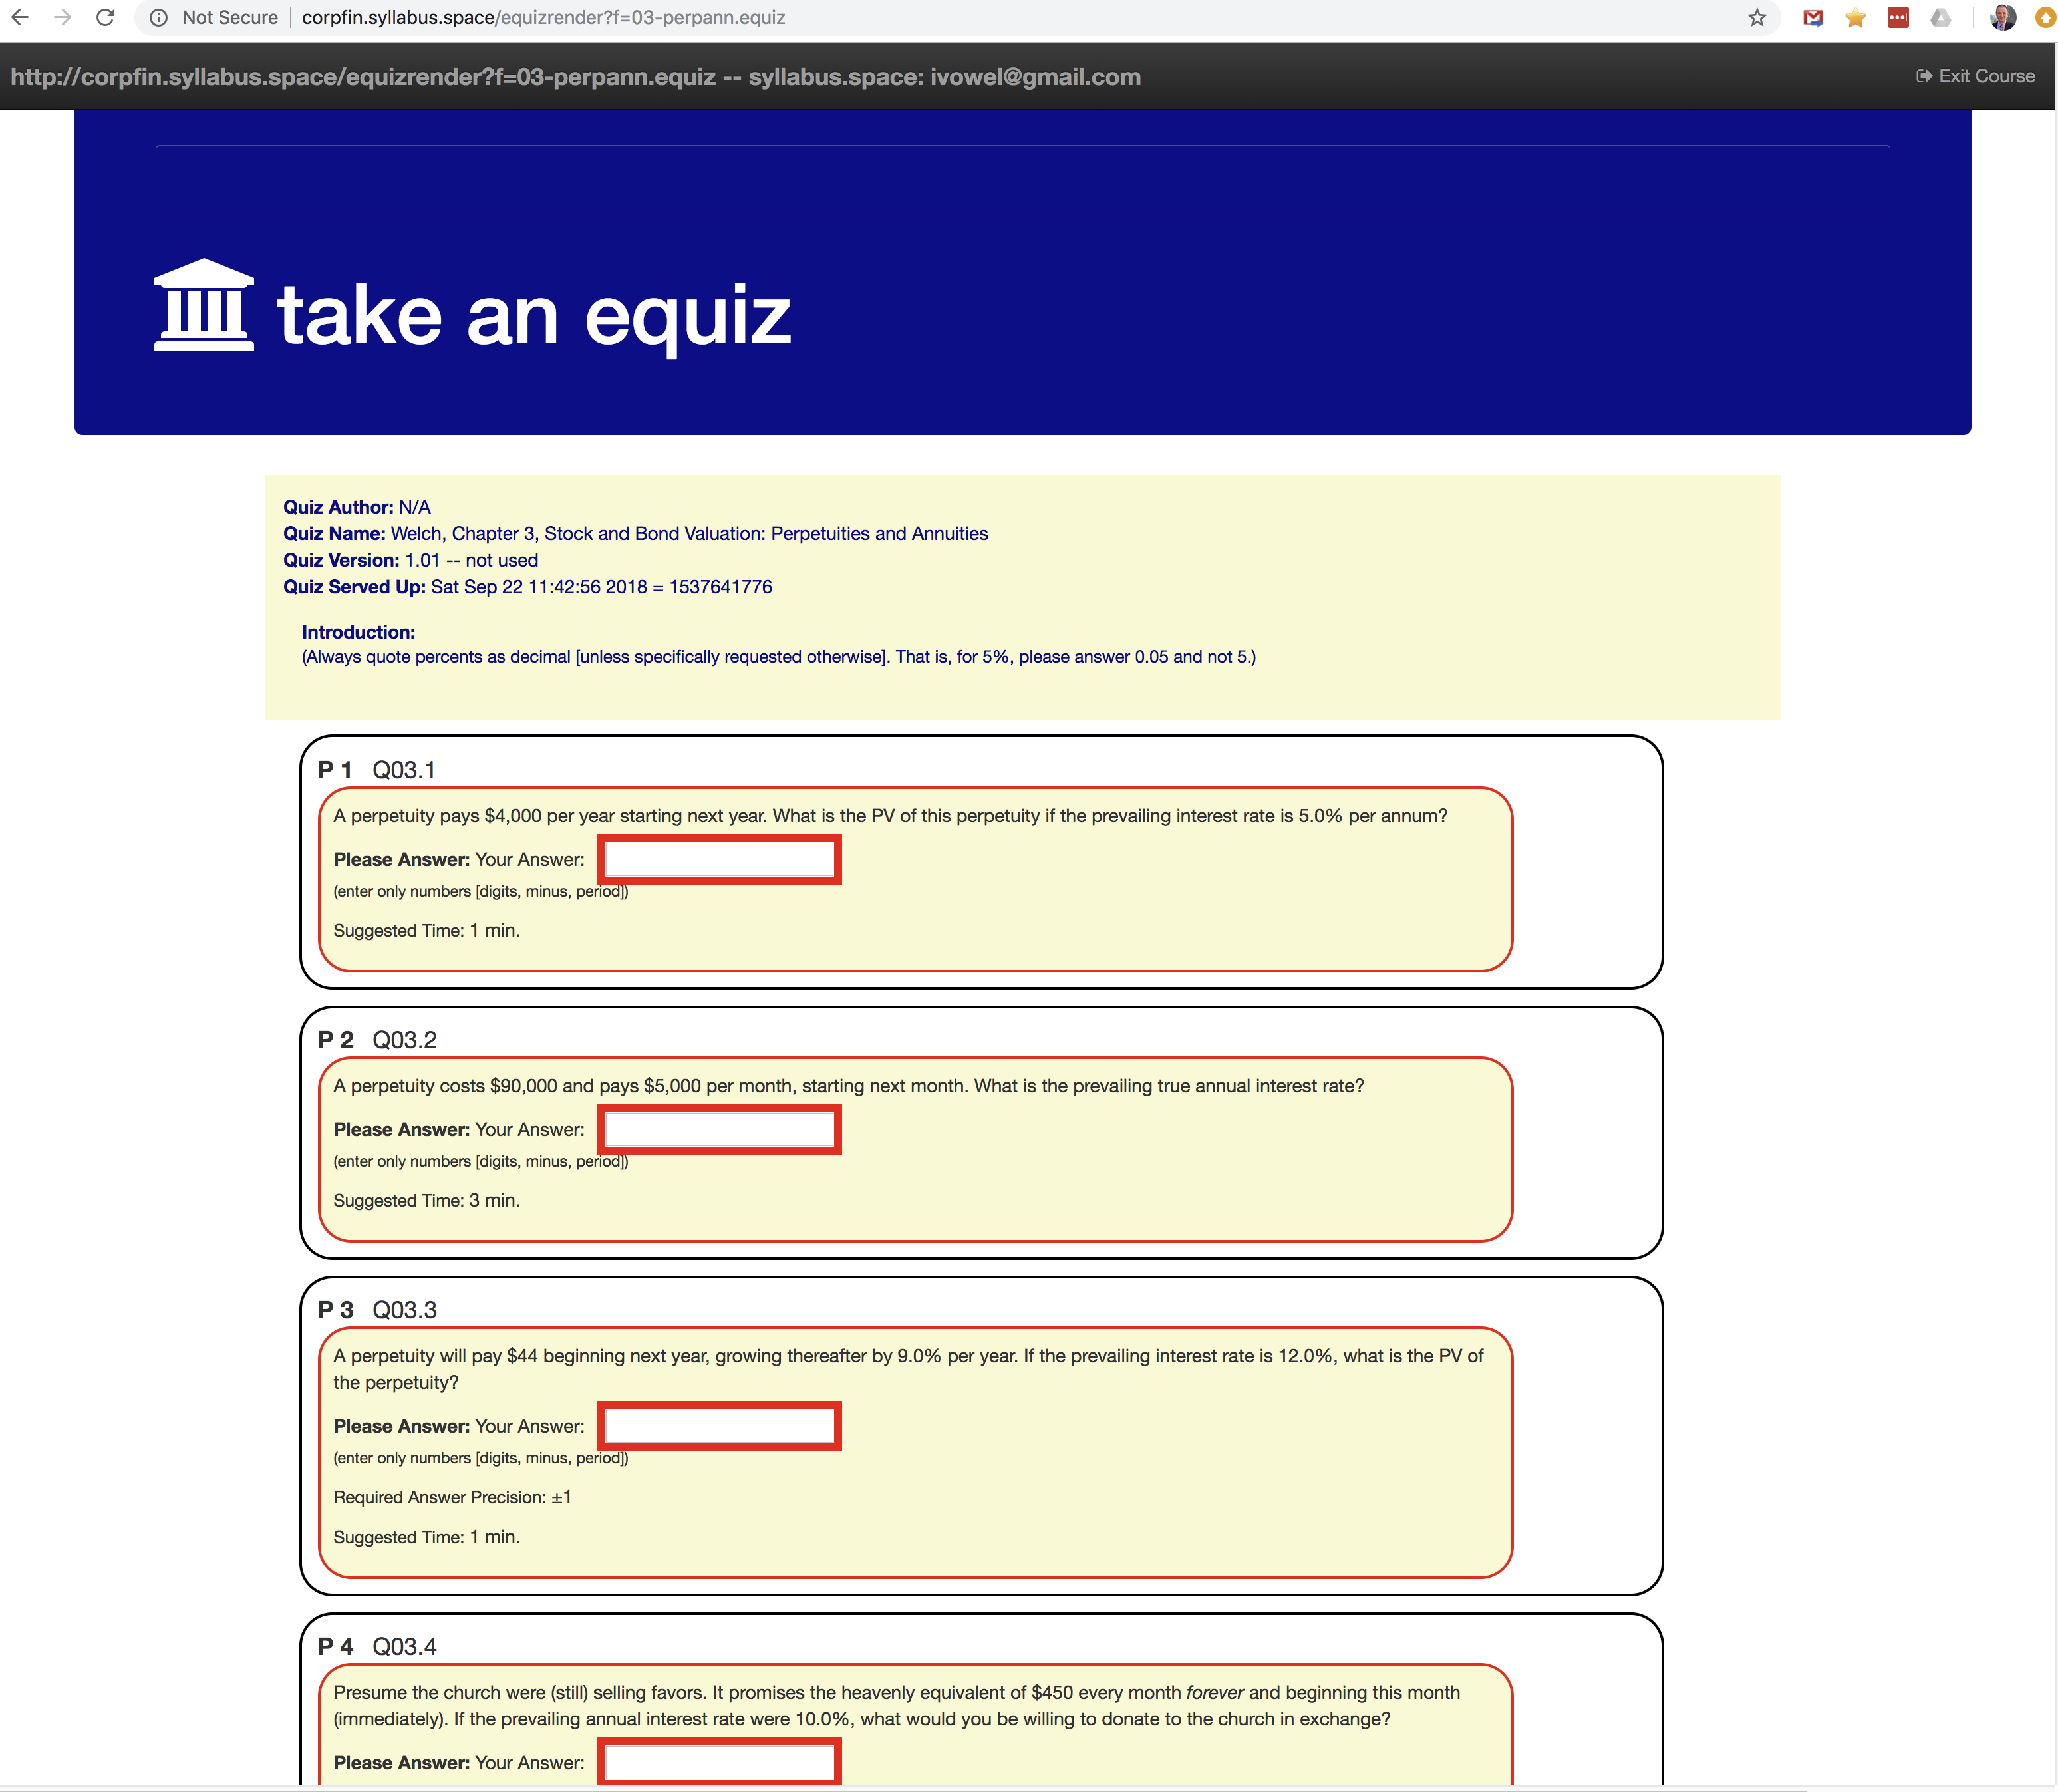 Not Secure | corpfin.syllabus.space/equizrender?f=03-perpann.equiz
http://corpfin.syllabus.space/equizrender?f=03-perpann.equiz -- syllabus.space: ivowel@gmail.com
Exit Course
take an equiz
Quiz Author: N/A
Quiz Name: Welch, Chapter 3, Stock and Bond Valuation: Perpetuities and Annuities
Quiz Version: 1.01 -- not used
Quiz Served Up: Sat Sep 22 11:42:56 2018 = 1537641776
Introduction:
(Always quote percents as decimal [unless specifically requested otherwise]. That is, for 5%, please answer 0.05 and not 5.)
P 1 Q03.1
A perpetuity pays $4,000 per year starting next year. What is the PV of this perpetuity if the prevailing interest rate is 5.0% per annum?
Please Answer: Your Answer:
(enter only numbers [digits, minus, period])
Suggested Time: 1 min.
P 2 Q03.2
A perpetuity costs $90,000 and pays $5,000 per month, starting next month. What is the prevailing true annual interest rate?
Please Answer: Your Answer:
(enter only numbers [digits, minus, period])
Suggested Time: 3 min.
P 3 Q03.3
A perpetuity will pay $44 beginning next year, growing thereafter by 9.0% per year. If the prevailing interest rate is 12.0%, what is the PV of
the perpetuity?
Please Answer: Your Answer:
(enter only numbers [digits, minus, period])
Required Answer Precision: ±1
Suggested Time: 1 min.
P 4 Q03.4
Presume the church were (still) selling favors. It promises the heavenly equivalent of $450 every month forever and beginning this month
(immediately). If the prevailing annual interest rate were 10.0%, what would you be willing to donate to the church in exchange?
Please Answer: Your Answer: